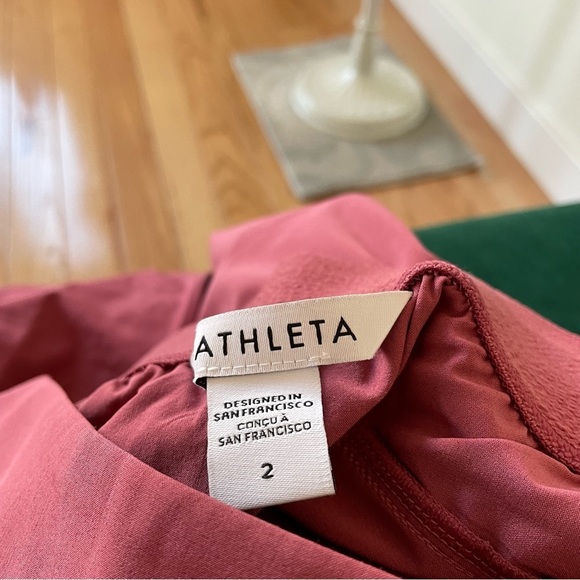 ATHLETA
DESIGNED IN
SAN FRANCISCO
CONÇU À
SAN FRANCISCO
2